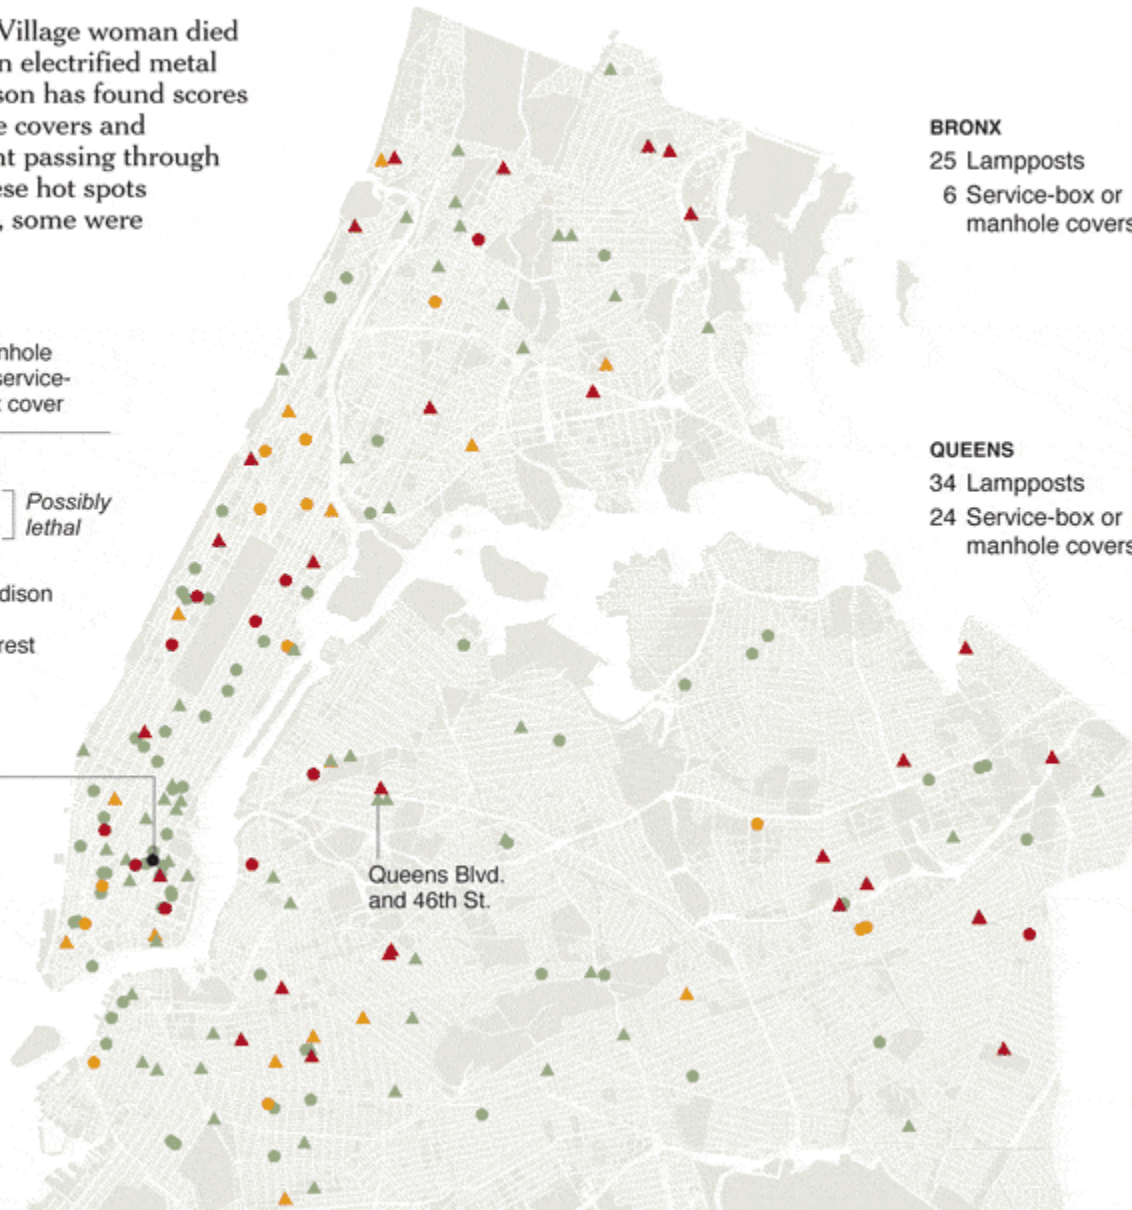 Village woman died
n electrified metal
son has found scores
e covers and
nt passing through
ese hot spots
, some were
nhole
service-
cover
Possibly
lethal
dison
rest
BRONX
25 Lampposts
6 Service-box or
manhole covers
QUEENS
34 Lampposts
24 Service-box or
manhole covers
Queens Blvd.
and 46th St.